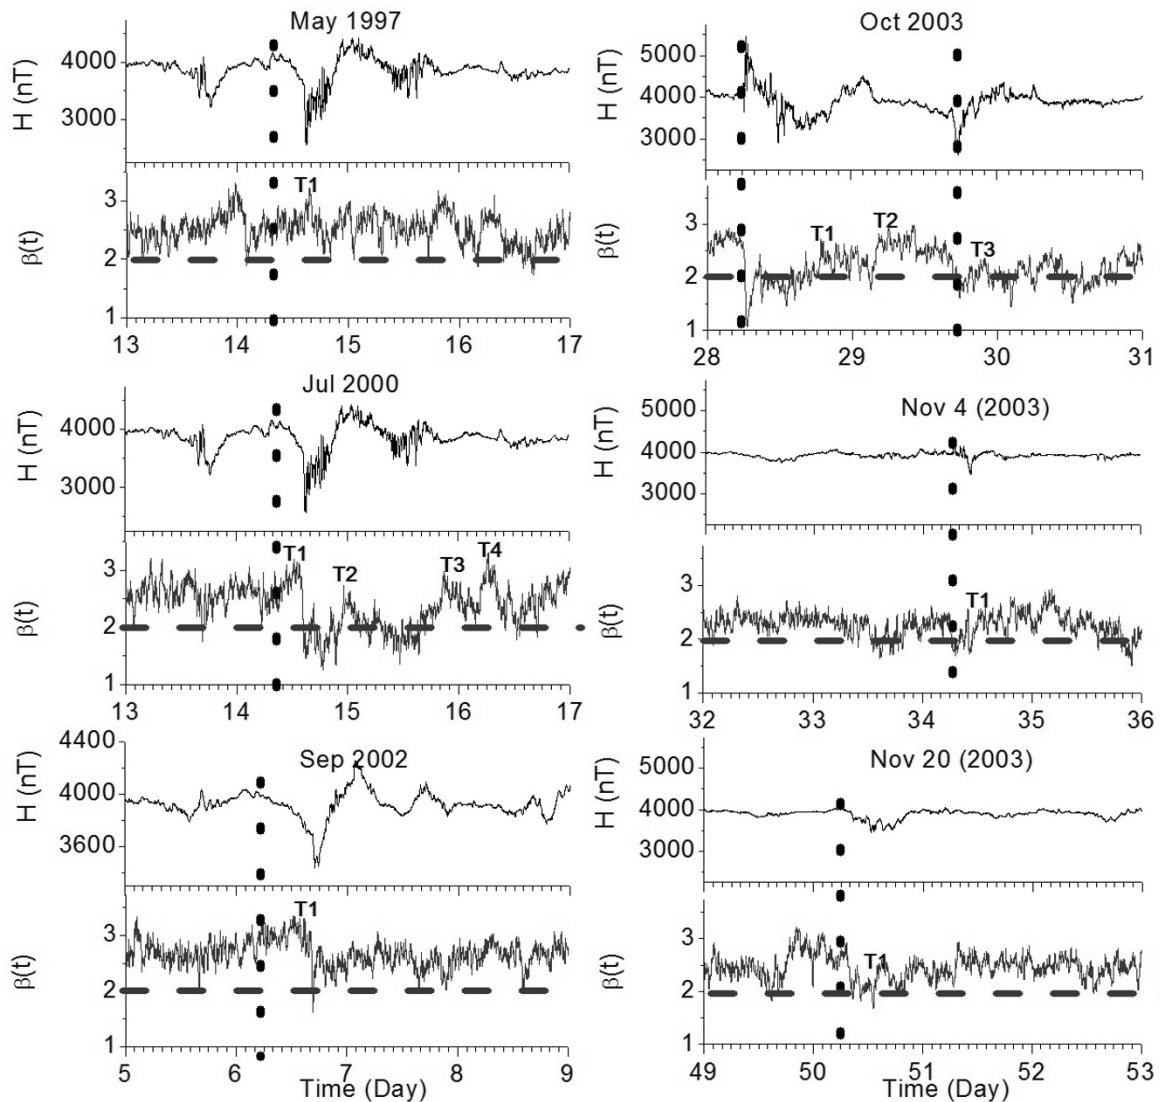 May 1997
H (nT)
4000
3000
T1
β(t)
3
2
1
13 14 15 16 17
Jul 2000
H (nT)
4000
3000
T1 T2 T3 T4
β(t)
3
2
1
13 14 15 16 17
Sep 2002
H (nT)
4400
4000
3600
T1
β(t)
3
2
1
5 6 7 8 9
Time (Day)
Oct 2003
H (nT)
5000
4000
3000
T1 T2 T3
β(t)
3
2
1
28 29 30 31
Nov 4 (2003)
H (nT)
5000
4000
3000
T1
β(t)
3
2
1
32 33 34 35 36
Nov 20 (2003)
H (nT)
5000
4000
3000
T1
β(t)
3
2
1
49 50 51 52 53
Time (Day)